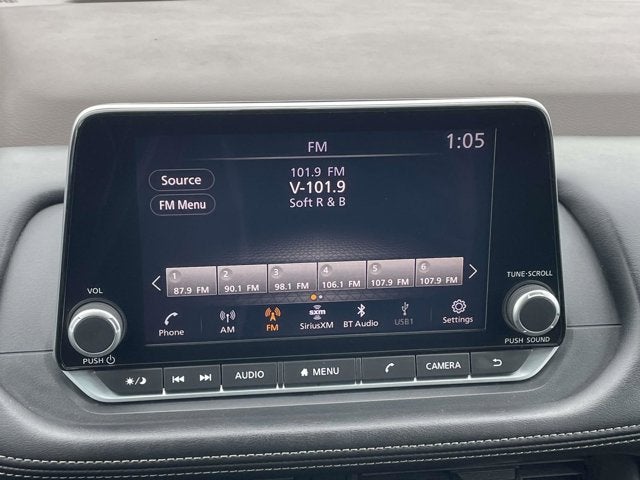 FM
1:05
101.9 FM
Source
V-101.9
FM Menu
Soft R & B
1 2 3 4 5 6
87.9 FM 90.1 FM 98.1 FM 106.1 FM 107.9 FM 107.9 FM
VOL
TUNE·SCROLL
Phone
AM
FM
sxm
SiriusXM
BT Audio
USB1
Settings
PUSH
PUSH SOUND
AUDIO
MENU
CAMERA